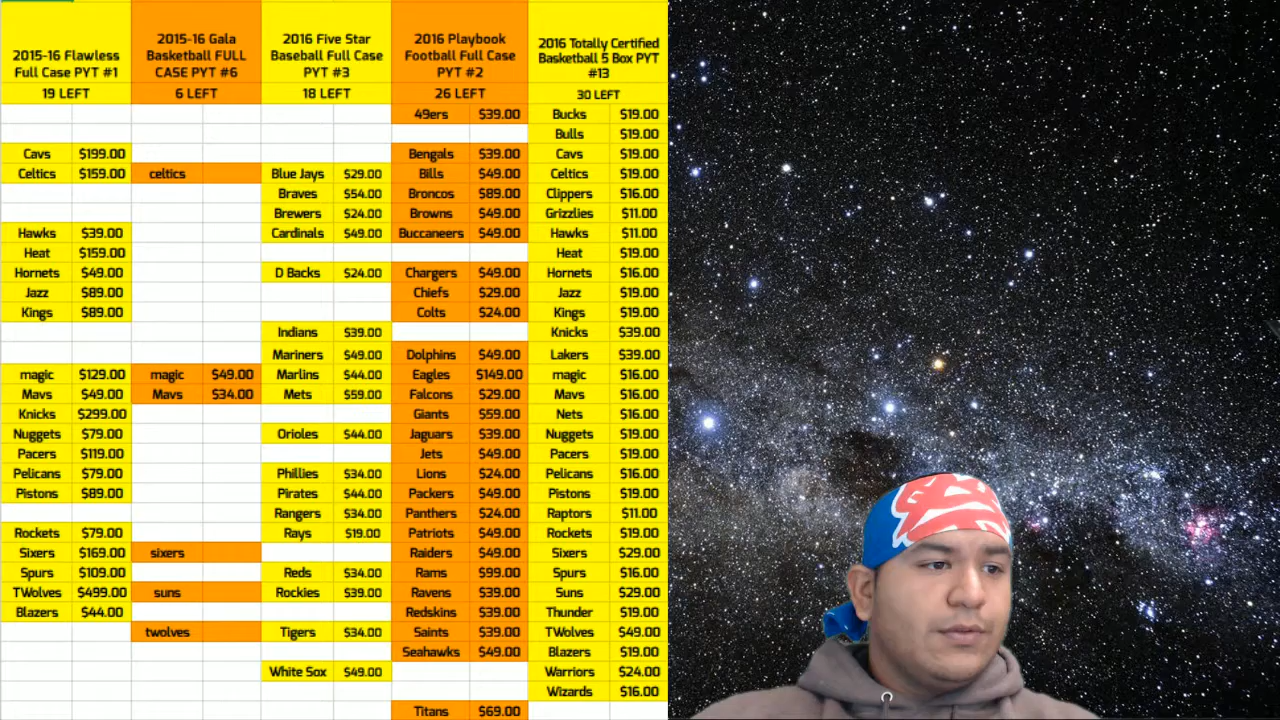 2015-16 Flawless
Full Case PYT #1
19 LEFT
Cavs $199.00
Celtics $159.00
Hawks $39.00
Heat $159.00
Hornets $49.00
Jazz $89.00
Kings $89.00
magic $129.00
Mavs $49.00
Knicks $299.00
Nuggets $79.00
Pacers $119.00
Pelicans $79.00
Pistons $89.00
Rockets $79.00
Sixers $169.00
Spurs $109.00
TWolves $499.00
Blazers $44.00
2015-16 Gala
Basketball FULL
CASE PYT #6
6 LEFT
celtics
magic $49.00
Mavs $34.00
sixers
suns
twolves
2016 Five Star
Baseball Full Case
PYT #3
18 LEFT
Blue Jays $29.00
Braves $54.00
Brewers $24.00
Cardinals $49.00
D Backs $24.00
Indians $39.00
Mariners $49.00
Marlins $44.00
Mets $59.00
Orioles $44.00
Phillies $34.00
Pirates $44.00
Rangers $34.00
Rays $19.00
Reds $34.00
Rockies $39.00
Tigers $34.00
White Sox $49.00
2016 Playbook
Football Full Case
PYT #2
26 LEFT
49ers $39.00
Bengals $39.00
Bills $49.00
Broncos $89.00
Browns $49.00
Buccaneers $49.00
Chargers $49.00
Chiefs $29.00
Colts $24.00
Dolphins $49.00
Eagles $149.00
Falcons $29.00
Giants $59.00
Jaguars $39.00
Jets $49.00
Lions $24.00
Packers $49.00
Panthers $24.00
Patriots $49.00
Raiders $49.00
Rams $99.00
Ravens $39.00
Redskins $39.00
Saints $39.00
Seahawks $49.00
Titans $69.00
2016 Totally Certified
Basketball 5 Box PYT
#13
30 LEFT
Bucks $19.00
Bulls $19.00
Cavs $19.00
Celtics $19.00
Clippers $16.00
Grizzlies $11.00
Hawks $11.00
Heat $19.00
Hornets $16.00
Jazz $19.00
Kings $19.00
Knicks $39.00
Lakers $39.00
magic $16.00
Mavs $16.00
Nets $16.00
Nuggets $19.00
Pacers $19.00
Pelicans $16.00
Pistons $19.00
Raptors $11.00
Rockets $19.00
Sixers $29.00
Spurs $16.00
Suns $29.00
Thunder $19.00
TWolves $49.00
Blazers $19.00
Warriors $24.00
Wizards $16.00